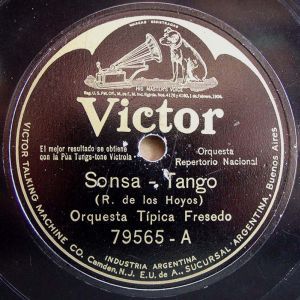 MARCAS REGISTRADAS
HIS MASTER'S VOICE
Victor
El mejor resultado se obtiene
con la Púa Tungs-tone Victrola
Orquesta
Repertorio Nacional
Sonsa - Tango
(R. de los Hoyos)
Orquesta Típica Fresedo
79565-A
INDUSTRIA ARGENTINA
VICTOR TALKING MACHINE CO. Camden, N.J. E.U. de A., SUCURSAL ARGENTINA, Buenos Aires